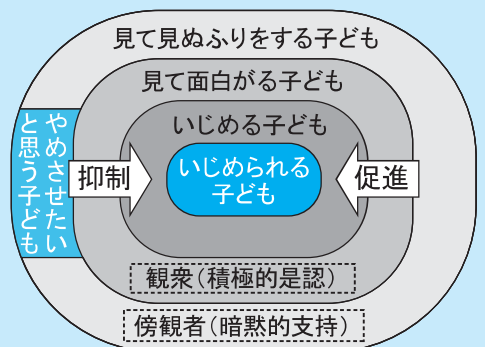 見て見ぬふりをする子ども
見て面白がる子ども
いじめる子ども
いじめられる
子ども
やめさせたい
と思う子ども
抑制
促進
観衆（積極的是認）
傍観者（暗黙的支持）